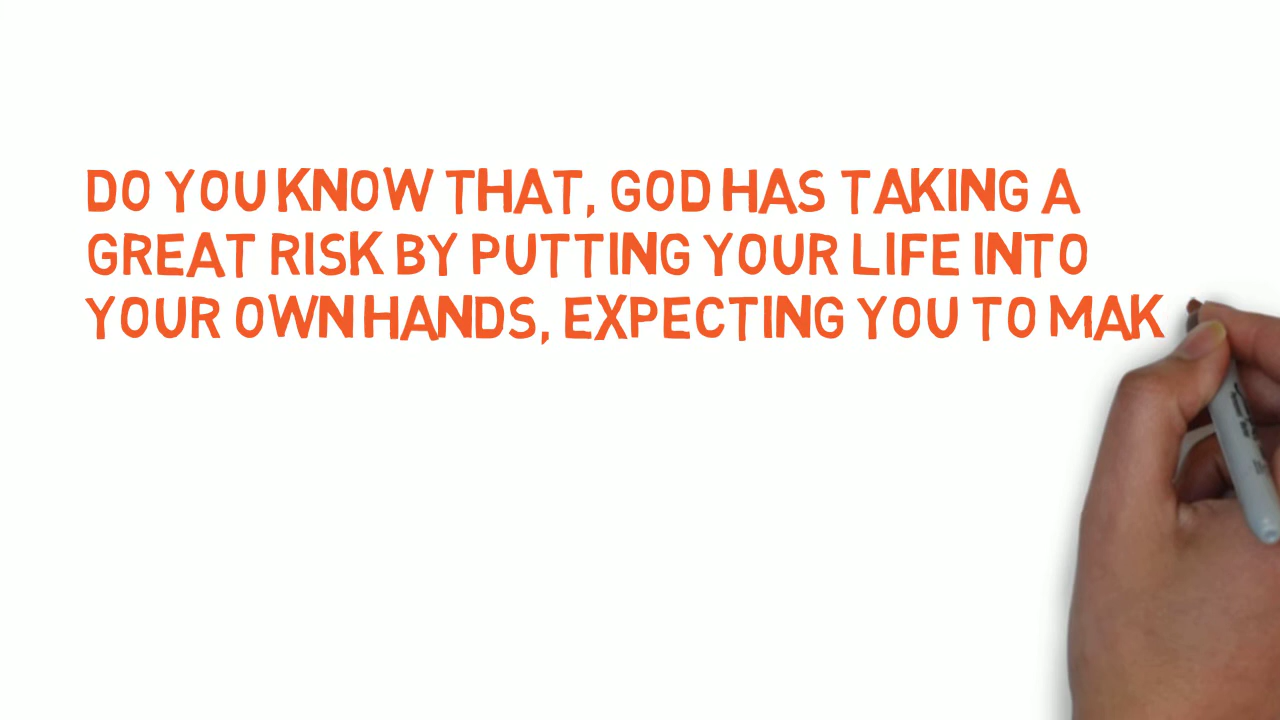 DO YOU KNOW THAT, GOD HAS TAKING A
GREAT RISK BY PUTTING YOUR LIFE INTO
YOUR OWN HANDS, EXPECTING YOU TO MAK